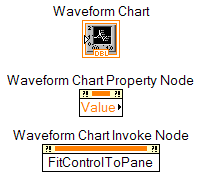 Waveform Chart
DBL
Waveform Chart Property Node
?! ?!
Value
Waveform Chart Invoke Node
?! ?!
FitControlToPane